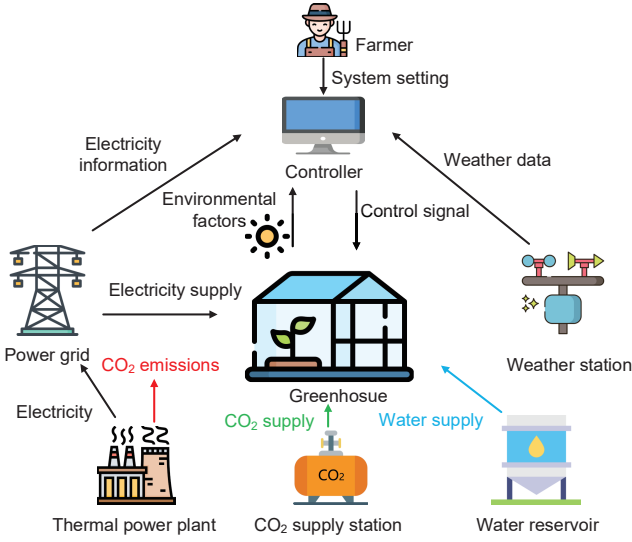 Farmer
System setting
Electricity
information
Controller
Weather data
Environmental
factors
Control signal
Electricity supply
Power grid
CO₂ emissions
Weather station
Greenhosue
Electricity
CO₂ supply
Water supply
CO₂
Thermal power plant
CO₂ supply station
Water reservoir